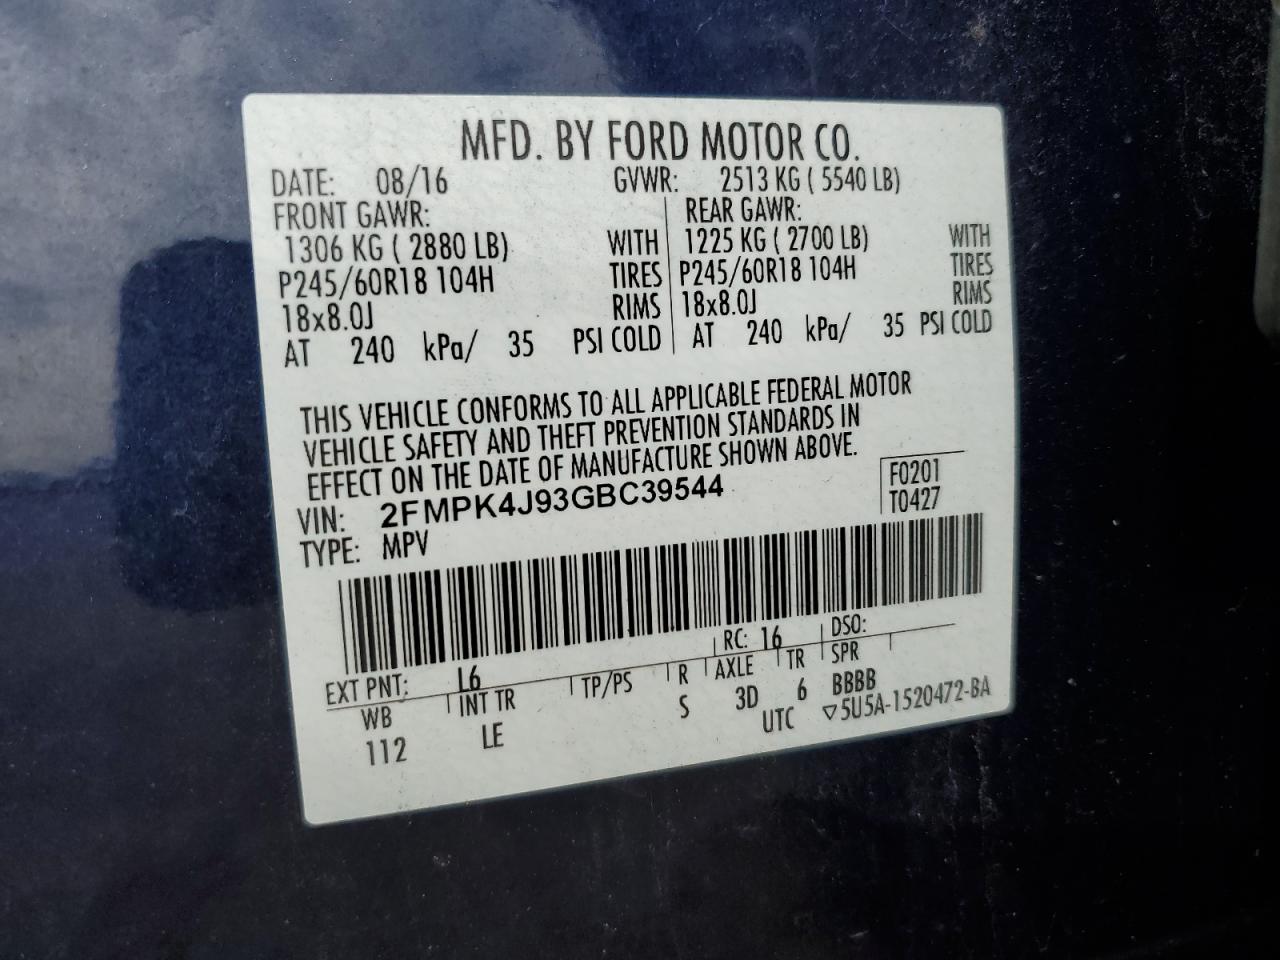 MFD. BY FORD MOTOR CO.
DATE: 08/16 GVWR: 2513 KG ( 5540 LB)
FRONT GAWR: REAR GAWR:
1306 KG ( 2880 LB) WITH 1225 KG ( 2700 LB) WITH
P245/60R18 104H TIRES P245/60R18 104H TIRES
18x8.0J RIMS 18x8.0J RIMS
AT 240 kPa/ 35 PSI COLD AT 240 kPa/ 35 PSI COLD
THIS VEHICLE CONFORMS TO ALL APPLICABLE FEDERAL MOTOR
VEHICLE SAFETY AND THEFT PREVENTION STANDARDS IN
EFFECT ON THE DATE OF MANUFACTURE SHOWN ABOVE.
VIN: 2FMPK4J93GBC39544 F0201
TYPE: MPV T0427
EXT PNT: L6 RC: 16 DSO:
WB INT TR TP/PS R AXLE TR SPR
112 LE S 3D 6 BBBB
UTC ▽5U5A-1520472-BA